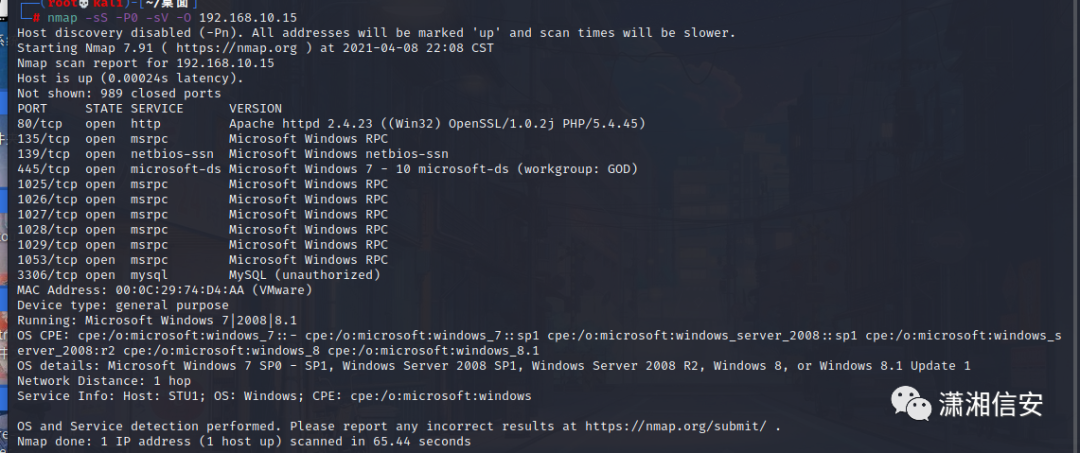 (root💀kali)-[~/桌面]
# nmap -sS -P0 -sV -O 192.168.10.15
Host discovery disabled (-Pn). All addresses will be marked 'up' and scan times will be slower.
Starting Nmap 7.91 ( https://nmap.org ) at 2021-04-08 22:08 CST
Nmap scan report for 192.168.10.15
Host is up (0.00024s latency).
Not shown: 989 closed ports
PORT     STATE SERVICE      VERSION
80/tcp   open  http         Apache httpd 2.4.23 ((Win32) OpenSSL/1.0.2j PHP/5.4.45)
135/tcp  open  msrpc        Microsoft Windows RPC
139/tcp  open  netbios-ssn  Microsoft Windows netbios-ssn
445/tcp  open  microsoft-ds Microsoft Windows 7 - 10 microsoft-ds (workgroup: GOD)
1025/tcp open  msrpc        Microsoft Windows RPC
1026/tcp open  msrpc        Microsoft Windows RPC
1027/tcp open  msrpc        Microsoft Windows RPC
1028/tcp open  msrpc        Microsoft Windows RPC
1029/tcp open  msrpc        Microsoft Windows RPC
1053/tcp open  msrpc        Microsoft Windows RPC
3306/tcp open  mysql        MySQL (unauthorized)
MAC Address: 00:0C:29:74:D4:AA (VMware)
Device type: general purpose
Running: Microsoft Windows 7|2008|8.1
OS CPE: cpe:/o:microsoft:windows_7::- cpe:/o:microsoft:windows_7::sp1 cpe:/o:microsoft:windows_server_2008::sp1 cpe:/o:microsoft:windows_s
erver_2008:r2 cpe:/o:microsoft:windows_8 cpe:/o:microsoft:windows_8.1
OS details: Microsoft Windows 7 SP0 - SP1, Windows Server 2008 SP1, Windows Server 2008 R2, Windows 8, or Windows 8.1 Update 1
Network Distance: 1 hop
Service Info: Host: STU1; OS: Windows; CPE: cpe:/o:microsoft:windows
潇湘信安
OS and Service detection performed. Please report any incorrect results at https://nmap.org/submit/ .
Nmap done: 1 IP address (1 host up) scanned in 65.44 seconds